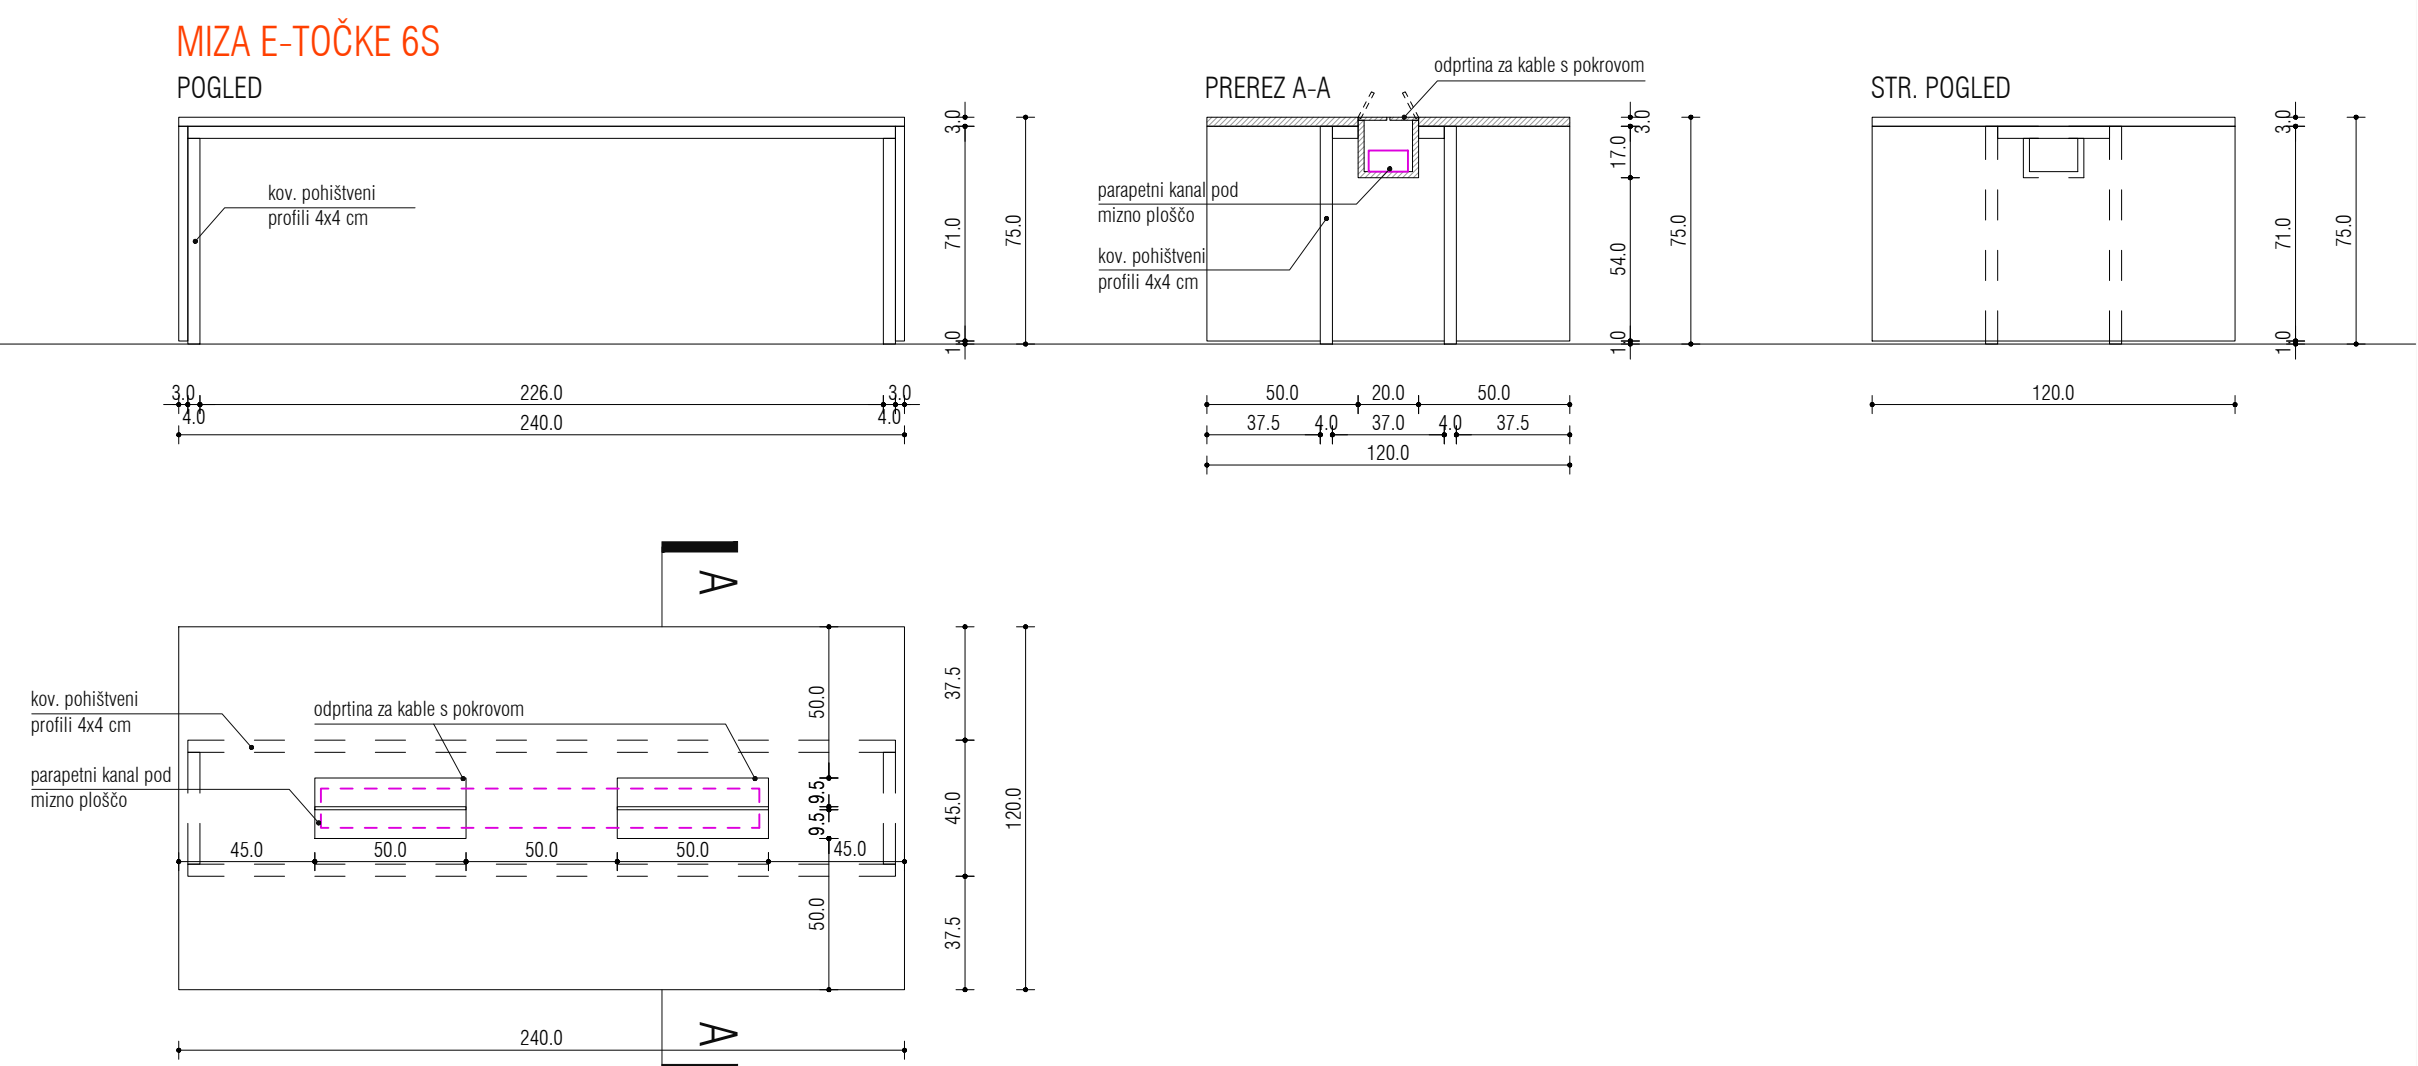 MIZA E-TOČKE 6S
POGLED
kov. pohištveni
profili 4x4 cm
3.0
71.0
1.0
75.0
3.0
226.0
3.0
4.0
4.0
240.0
PREREZ A-A
odprtina za kable s pokrovom
parapetni kanal pod
mizno ploščo
kov. pohištveni
profili 4x4 cm
3.0
17.0
54.0
1.0
75.0
50.0
20.0
50.0
37.5
4.0
37.0
4.0
37.5
120.0
STR. POGLED
3.0
71.0
1.0
75.0
120.0
A
kov. pohištveni
profili 4x4 cm
odprtina za kable s pokrovom
parapetni kanal pod
mizno ploščo
50.0
9.5
9.5
50.0
37.5
45.0
37.5
120.0
45.0
50.0
50.0
50.0
45.0
240.0
A